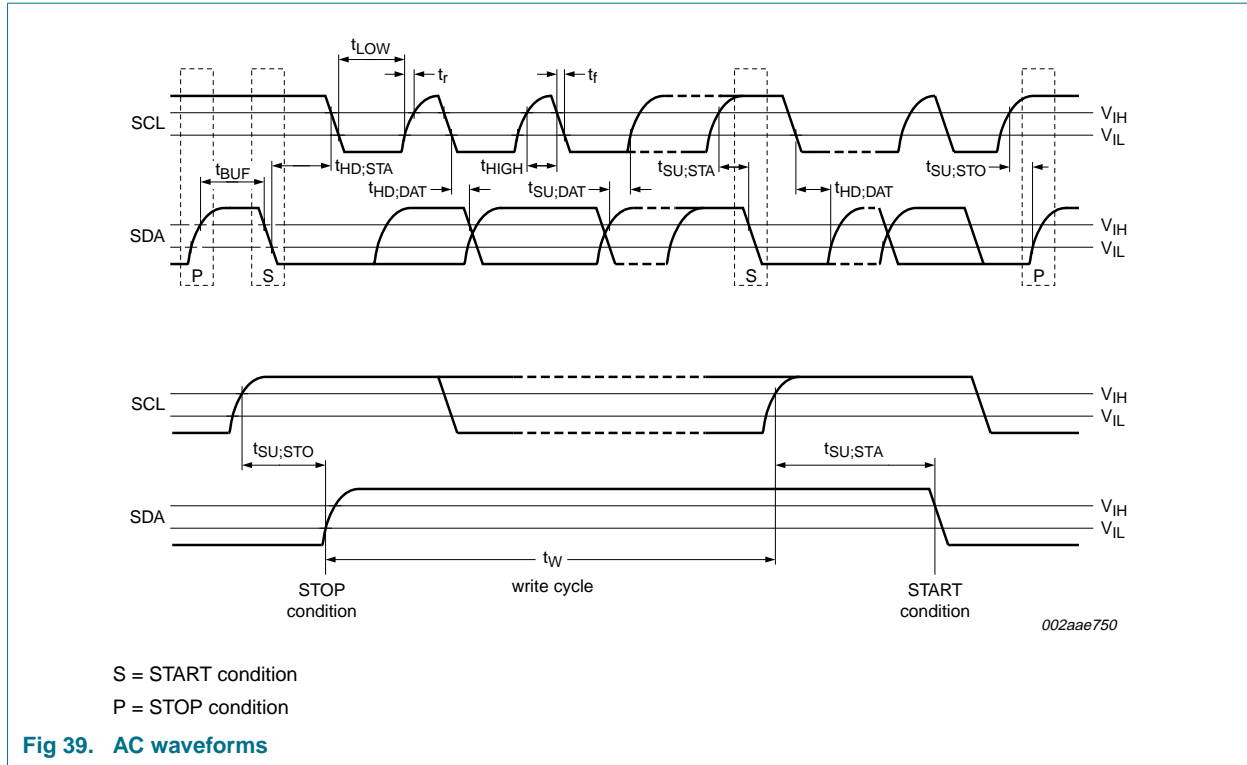 tLOW
tr
tf
SCL
VIH
VIL
tHD;STA
tBUF
tHD;DAT
tHIGH
tSU;DAT
tSU;STA
tHD;DAT
tSU;STO
SDA
VIH
VIL
P
S
S
P
SCL
VIH
VIL
tSU;STO
tSU;STA
SDA
VIH
VIL
tW
write cycle
STOP
condition
START
condition
002aae750
S = START condition
P = STOP condition
Fig 39. AC waveforms